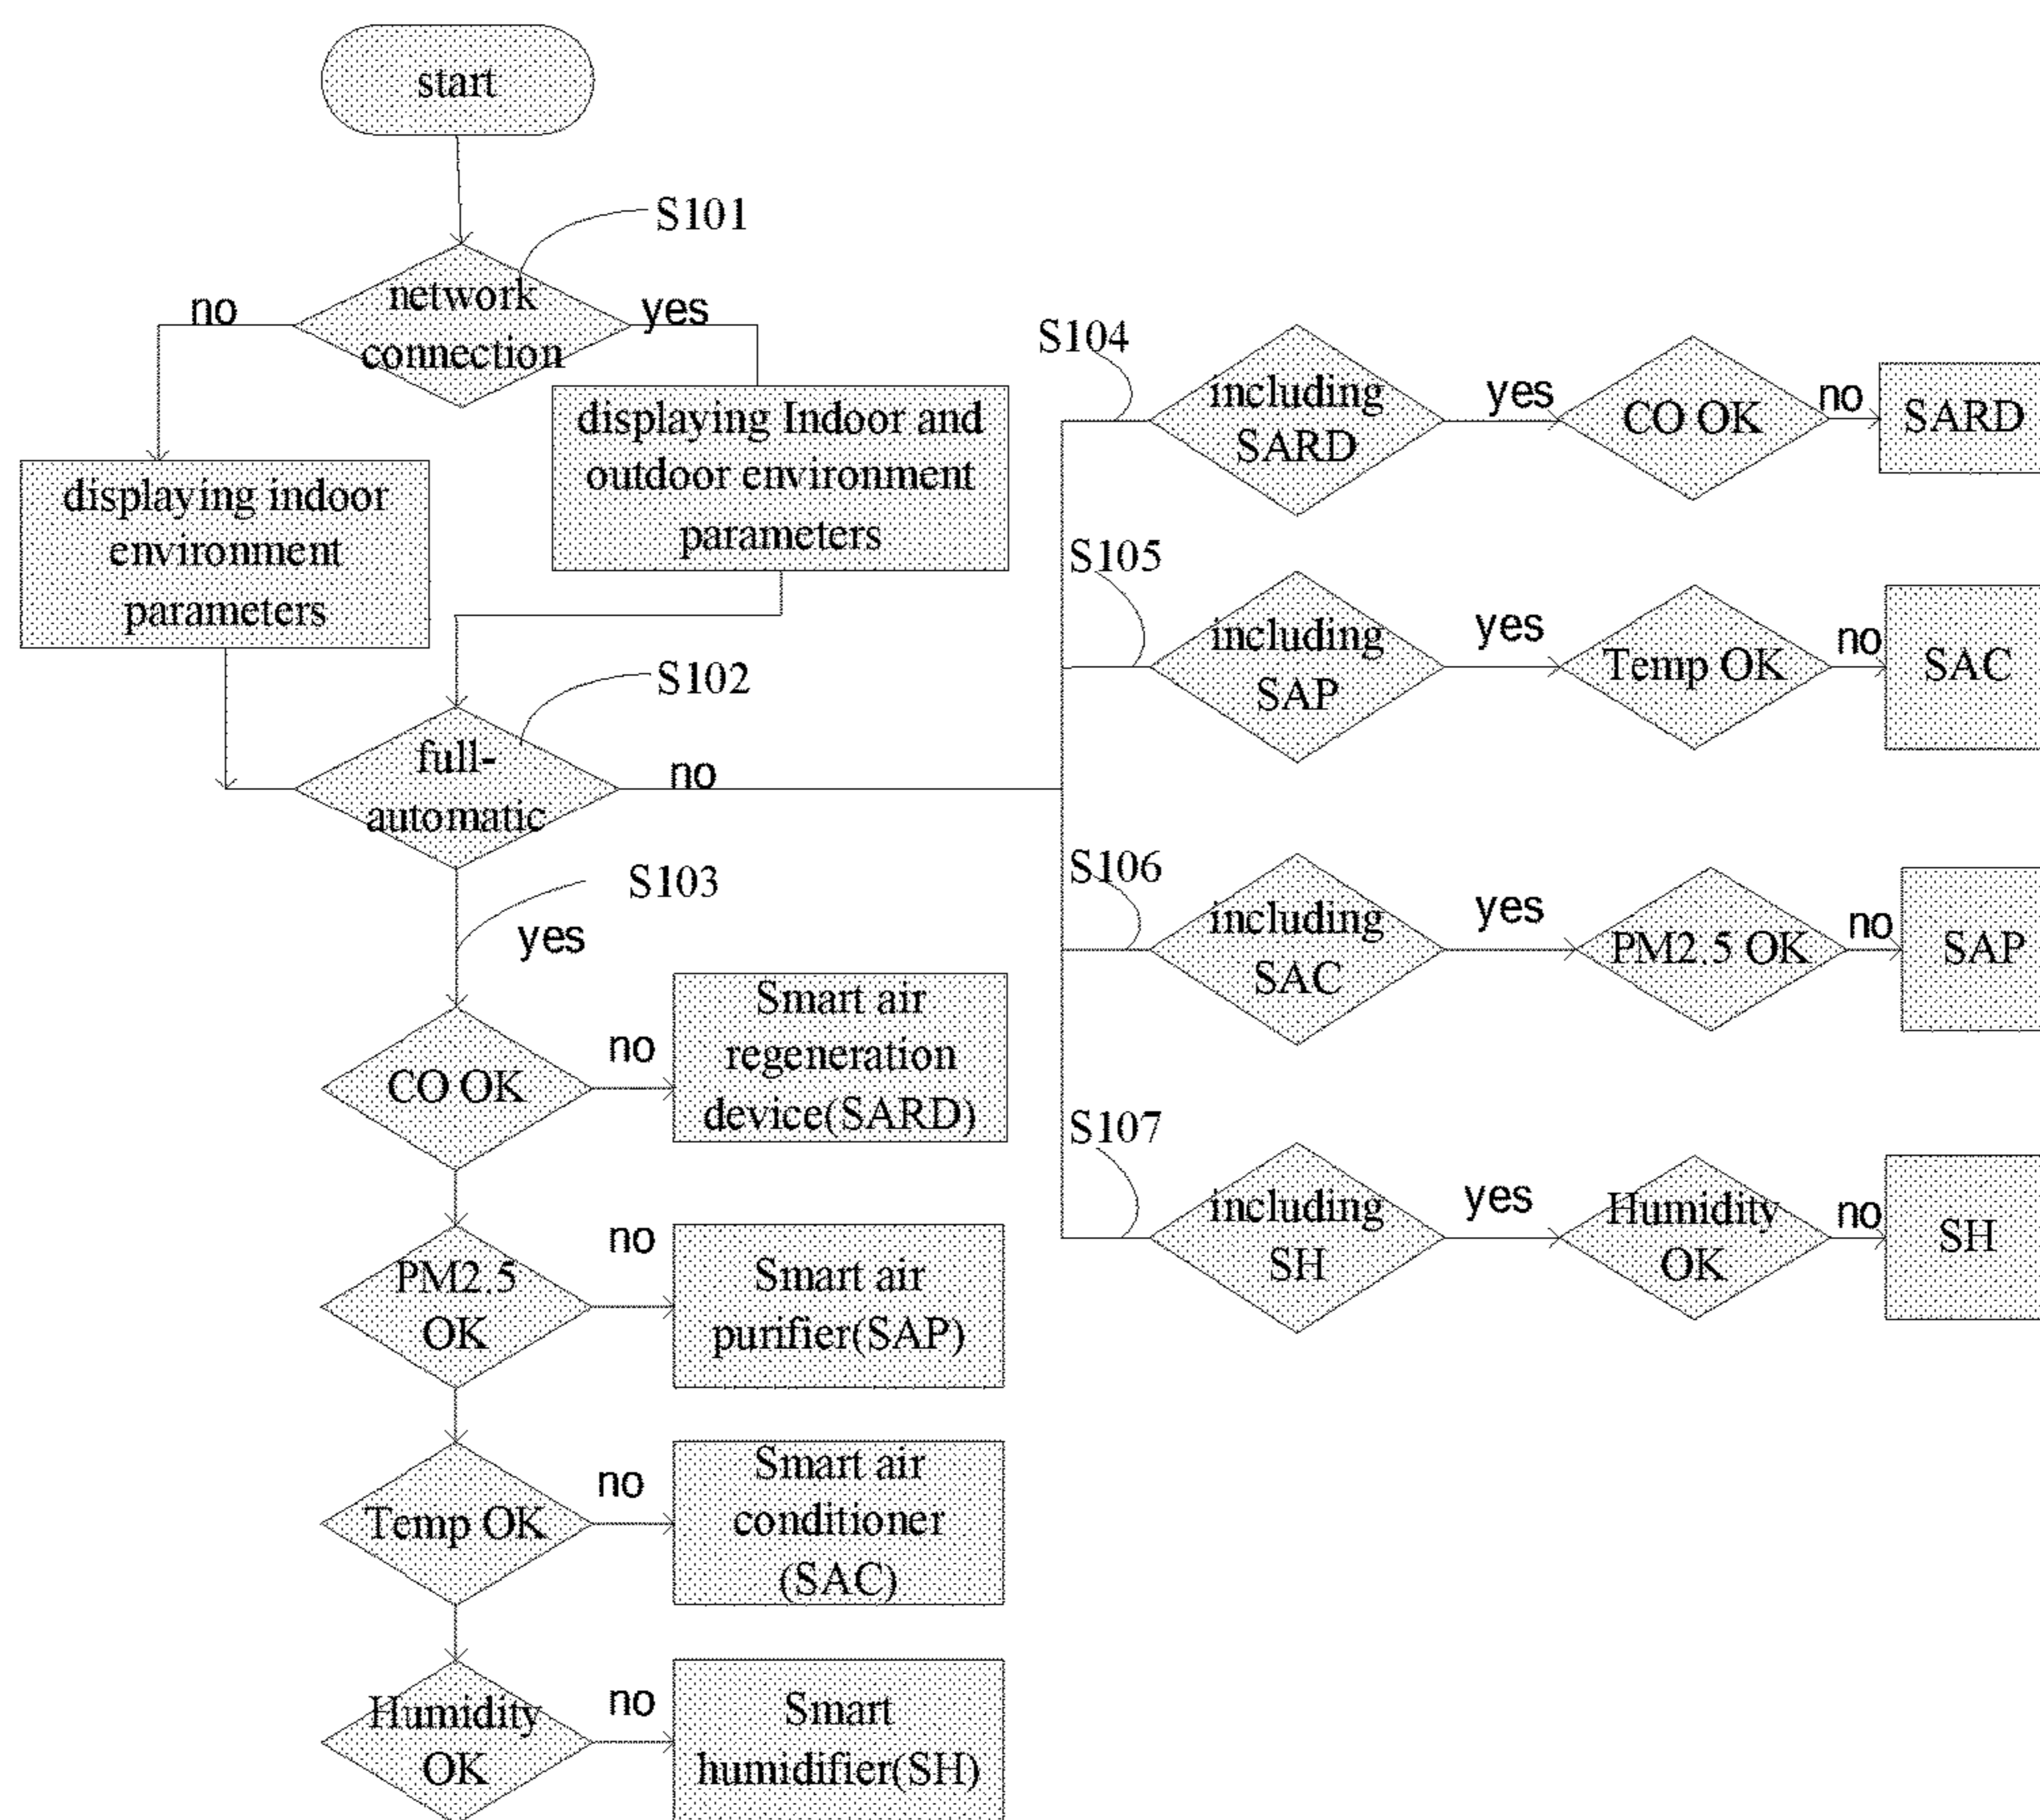 start
S101
network
connection
no
yes
displaying indoor
environment
parameters
displaying Indoor and
outdoor environment
parameters
S102
full-
automatic
no
S103
yes
CO OK
no
Smart air
regeneration
device(SARD)
PM2.5
OK
no
Smart air
purifier(SAP)
Temp OK
no
Smart air
conditioner
(SAC)
Humidity
OK
no
Smart
humidifier(SH)
S104
including
SARD
yes
CO OK
no
SARD
S105
including
SAP
yes
Temp OK
no
SAC
S106
including
SAC
yes
PM2.5 OK
no
SAP
S107
including
SH
yes
Humidity
OK
no
SH